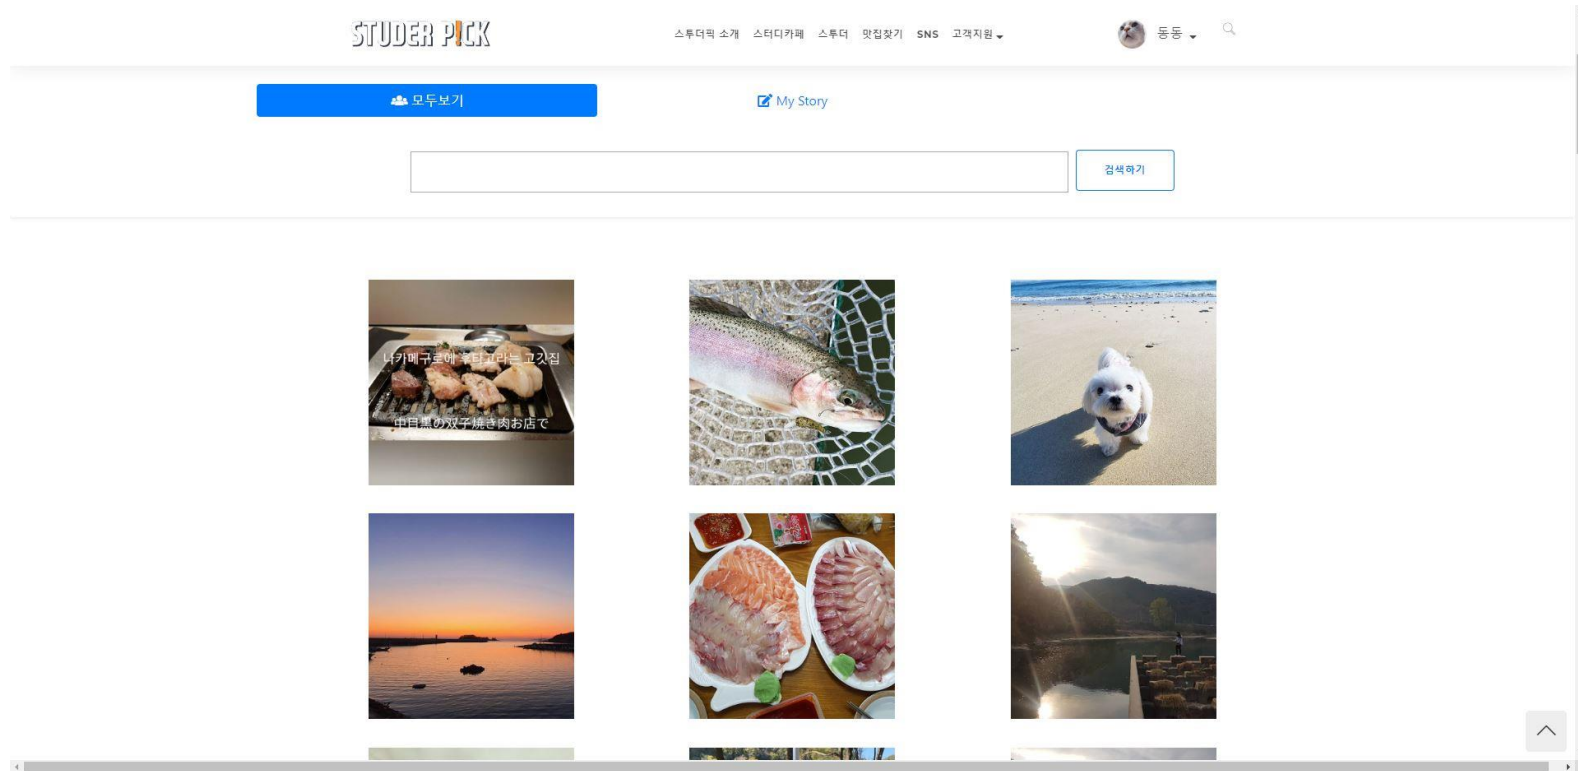 STUDER P!CK
스투더픽 소개 스터디카페 스투더 맛집찾기 SNS 고객지원
동동
모두보기
My Story
검색하기
나카메구로에 후타고라는 고깃집
中目黒の双子焼き肉お店で